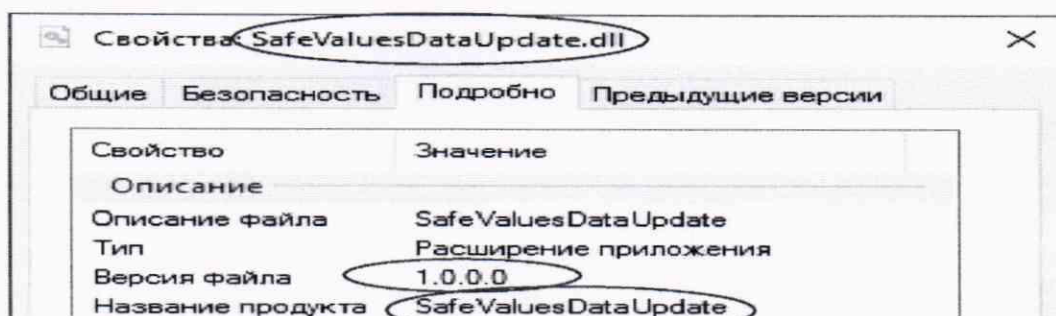 Свойства: SafeValuesDataUpdate.dll
Общие Безопасность Подробно Предыдущие версии
Свойство Значение
Описание
Описание файла SafeValuesDataUpdate
Тип Расширение приложения
Версия файла 1.0.0.0
Название продукта SafeValuesDataUpdate